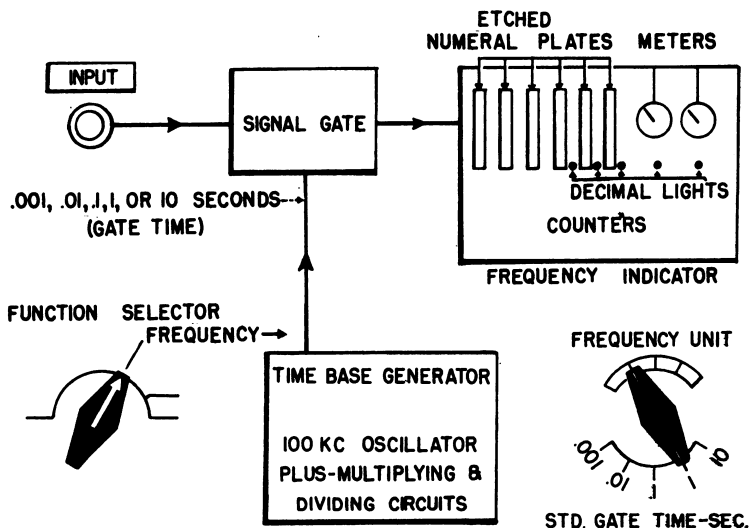 ETCHED
NUMERAL PLATES METERS
INPUT
SIGNAL GATE
.001, .01, .1, 1, OR 10 SECONDS
(GATE TIME)
DECIMAL LIGHTS
COUNTERS
FREQUENCY INDICATOR
FUNCTION SELECTOR
FREQUENCY
TIME BASE GENERATOR
100 KC OSCILLATOR
PLUS-MULTIPLYING &
DIVIDING CIRCUITS
FREQUENCY UNIT
.001
.01
.1
10
STD. GATE TIME-SEC.